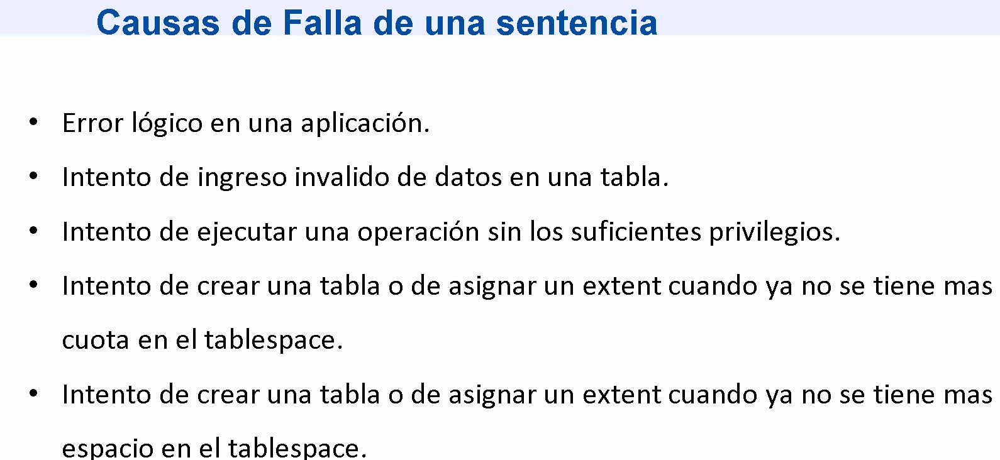 Causas de Falla de una sentencia
• Error lógico en una aplicación.
• Intento de ingreso invalido de datos en una tabla.
• Intento de ejecutar una operación sin los suficientes privilegios.
• Intento de crear una tabla o de asignar un extent cuando ya no se tiene mas
cuota en el tablespace.
• Intento de crear una tabla o de asignar un extent cuando ya no se tiene mas
espacio en el tablespace.